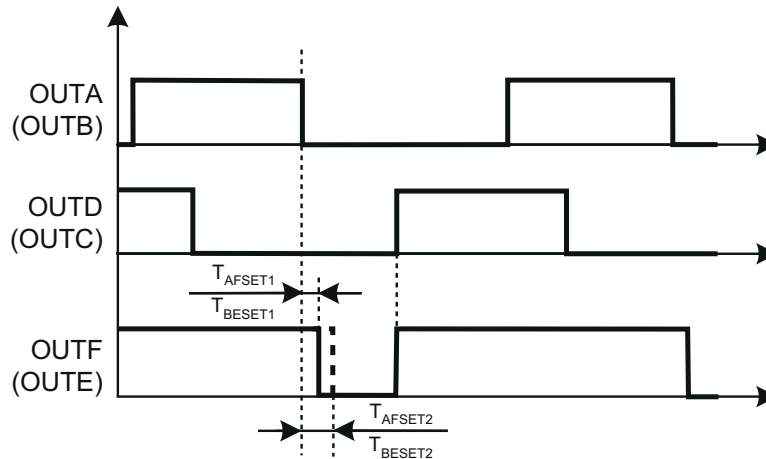 OUTA
(OUTB)
OUTD
(OUTC)
TAFSET1
TBESET1
OUTF
(OUTE)
TAFSET2
TBESET2